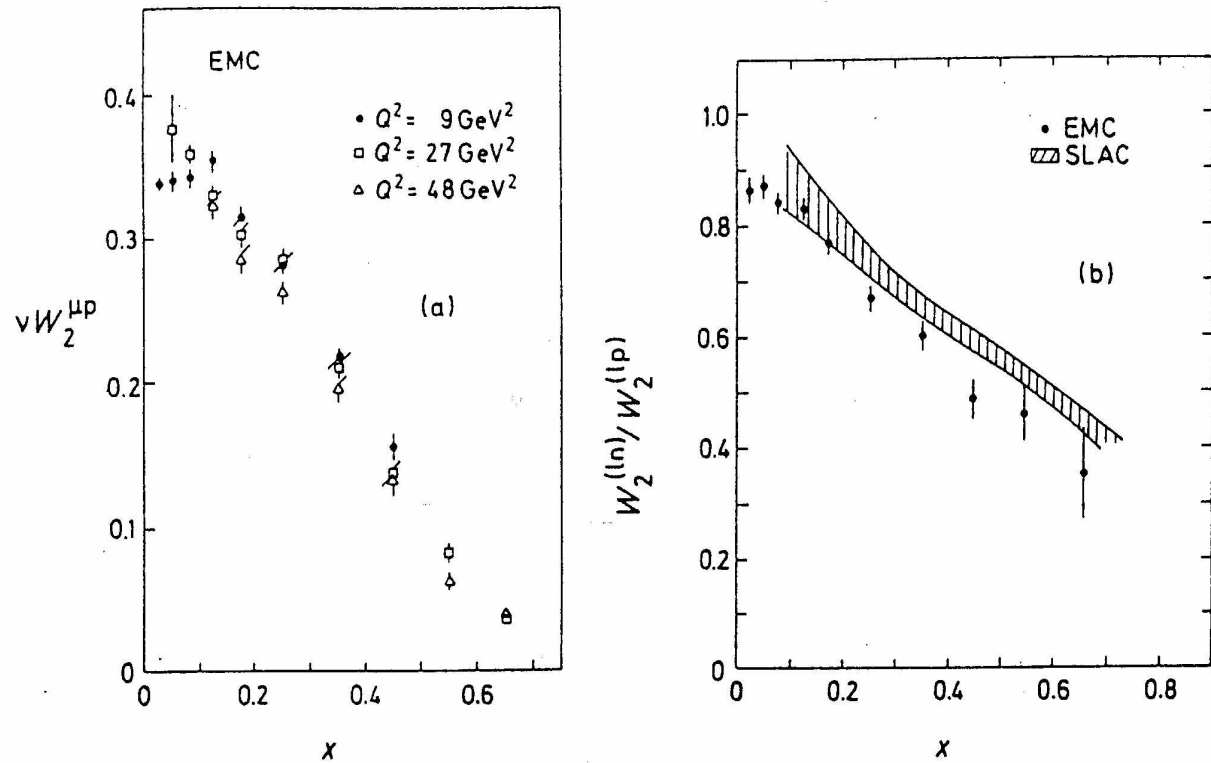 EMC
• Q² = 9 GeV²
□ Q² = 27 GeV²
△ Q² = 48 GeV²
(a)
νW₂^μp
0.4
0.3
0.2
0.1
0
0 0.2 0.4 0.6
x
• EMC
SLAC
(b)
W₂^(ln) / W₂^(lp)
1.0
0.8
0.6
0.4
0.2
0
0 0.2 0.4 0.6 0.8
x